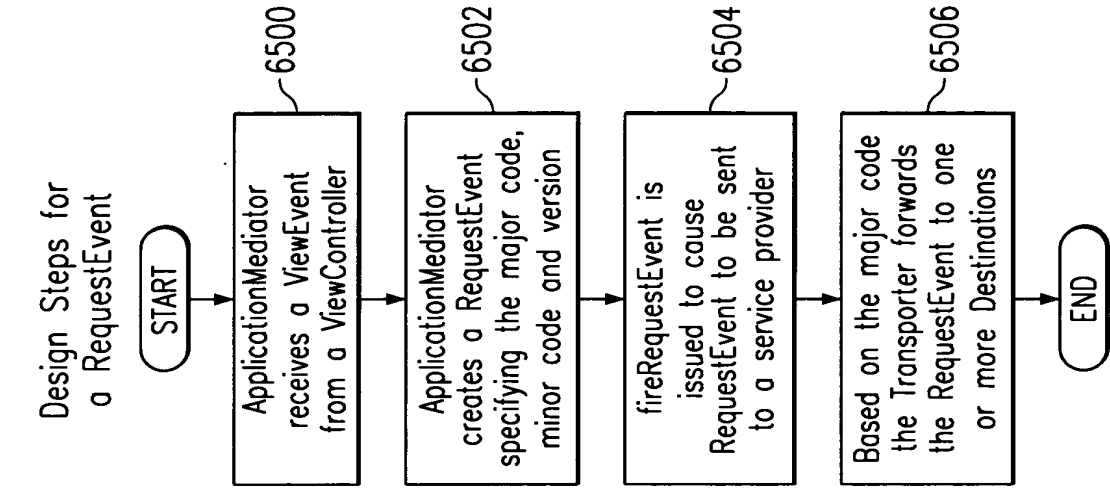 Design Steps for
a RequestEvent
START
ApplicationMediator
receives a ViewEvent
from a ViewController
6500
ApplicationMediator
creates a RequestEvent
specifying the major code,
minor code and version
6502
fireRequestEvent is
issued to cause
RequestEvent to be sent
to a service provider
6504
Based on the major code
the Transporter forwards
the RequestEvent to one
or more Destinations
6506
END